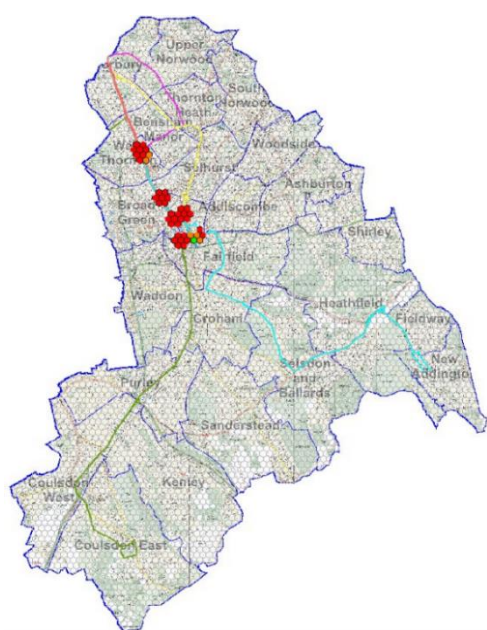 Upper
Norwood
South
Norwood
Thornton
Heath
Bensham
Manor
Woodside
Selhurst
Ashburton
Broad
Green
Addiscombe
Shirley
Fairfield
Waddon
Heathfield
Croham
Fieldway
New
Addington
Selsdon
and
Ballards
Purley
Sanderstead
Kenley
Coulsdon
West
Coulsdon East